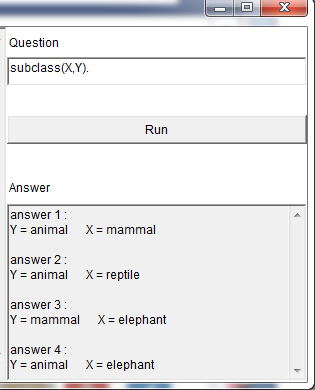 Question
subclass(X,Y).
Run
Answer
answer 1 :
Y = animal X = mammal
answer 2 :
Y = animal X = reptile
answer 3 :
Y = mammal X = elephant
answer 4 :
Y = animal X = elephant